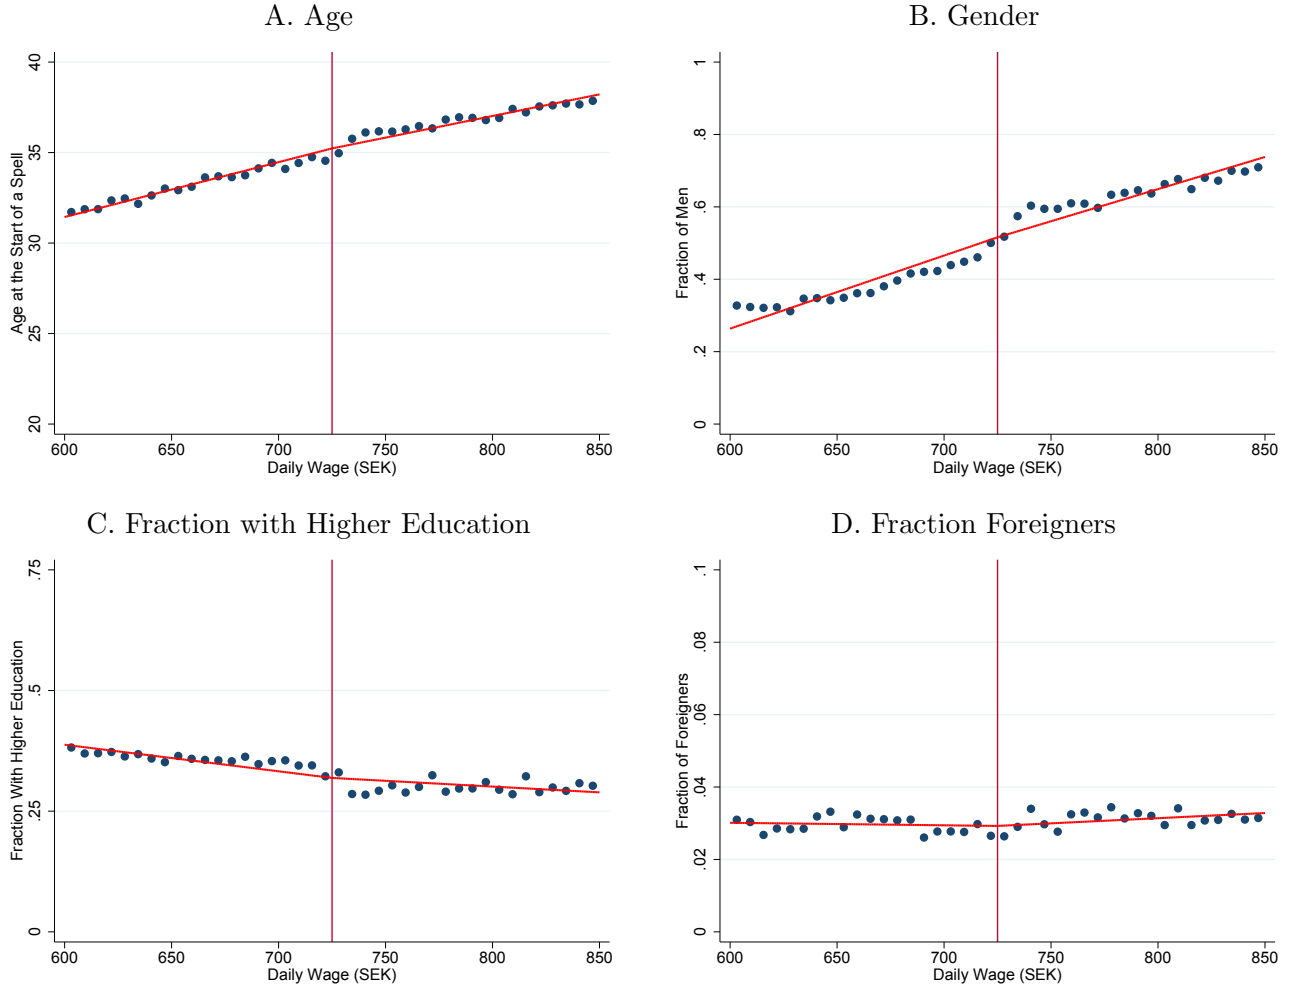 A. Age
40
35
30
25
20
Age at the Start of a Spell
600 650 700 750 800 850
Daily Wage (SEK)
B. Gender
1
.8
.6
.4
.2
0
Fraction of Men
600 650 700 750 800 850
Daily Wage (SEK)
C. Fraction with Higher Education
.75
.5
.25
0
Fraction With Higher Education
600 650 700 750 800 850
Daily Wage (SEK)
D. Fraction Foreigners
.1
.08
.06
.04
.02
0
Fraction of Foreigners
600 650 700 750 800 850
Daily Wage (SEK)